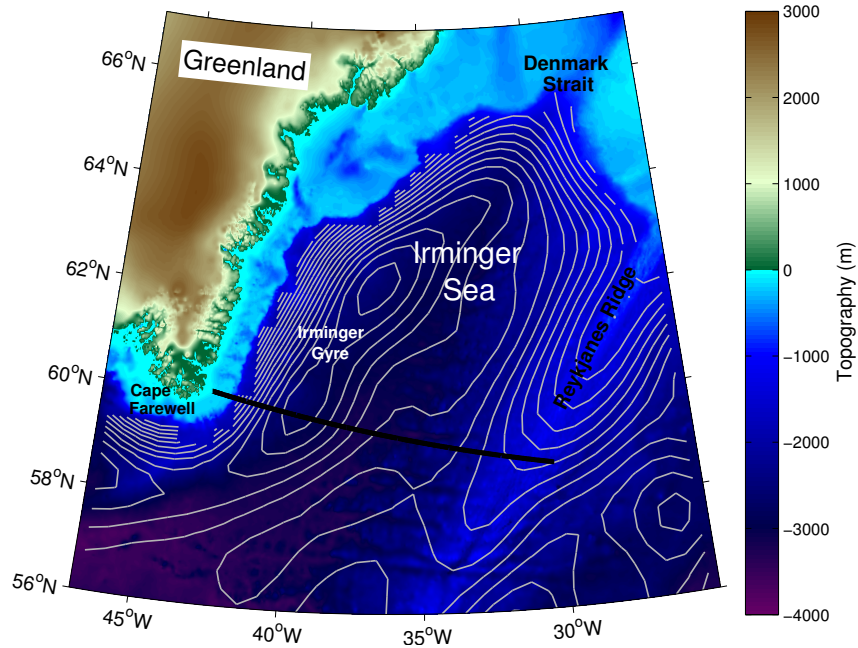 66°N
64°N
62°N
60°N
58°N
56°N
45°W
40°W
35°W
30°W
Greenland
Denmark
Strait
Irminger
Sea
Irminger
Gyre
Reykjanes Ridge
Cape
Farewell
3000
2000
1000
0
−1000
−2000
−3000
−4000
Topography (m)